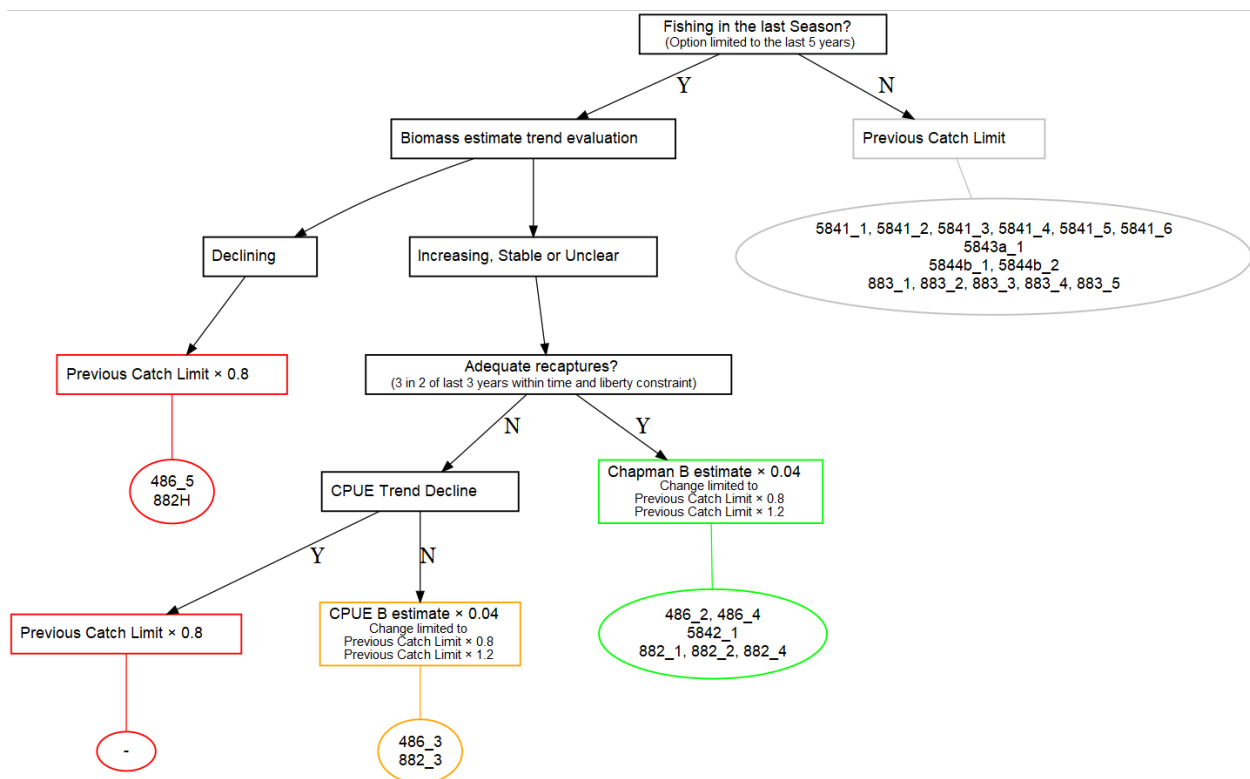 Fishing in the last Season?
(Option limited to the last 5 years)
Y
N
Biomass estimate trend evaluation
Previous Catch Limit
5841_1, 5841_2, 5841_3, 5841_4, 5841_5, 5841_6
5843a_1
5844b_1, 5844b_2
883_1, 883_2, 883_3, 883_4, 883_5
Declining
Increasing, Stable or Unclear
Previous Catch Limit × 0.8
Adequate recaptures?
(3 in 2 of last 3 years within time and liberty constraint)
N
Y
486_5
882H
CPUE Trend Decline
Chapman B estimate × 0.04
Change limited to
Previous Catch Limit × 0.8
Previous Catch Limit × 1.2
Y
N
Previous Catch Limit × 0.8
CPUE B estimate × 0.04
Change limited to
Previous Catch Limit × 0.8
Previous Catch Limit × 1.2
486_2, 486_4
5842_1
882_1, 882_2, 882_4
-
486_3
882_3